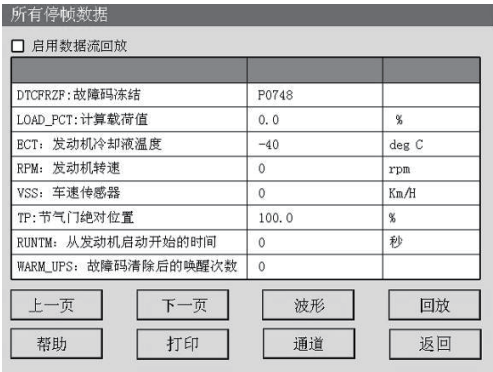 所有停帧数据
启用数据流回放
DTCFRZF:故障码冻结 P0748
LOAD_PCT:计算载荷值 0.0 %
ECT: 发动机冷却液温度 -40 deg C
RPM: 发动机转速 0 rpm
VSS: 车速传感器 0 Km/H
TP:节气门绝对位置 100.0 %
RUNTM: 从发动机启动开始的时间 0 秒
WARM_UPS: 故障码清除后的唤醒次数 0
上一页 下一页 波形 回放
帮助 打印 通道 返回